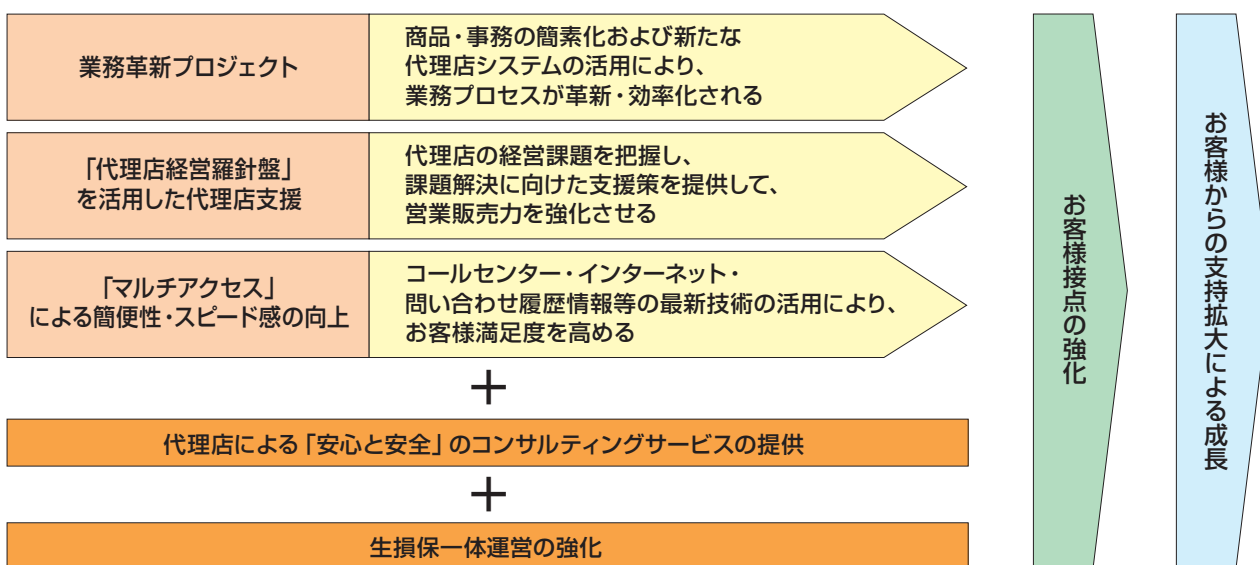 業務革新プロジェクト
商品・事務の簡素化および新たな
代理店システムの活用により、
業務プロセスが革新・効率化される
「代理店経営羅針盤」
を活用した代理店支援
代理店の経営課題を把握し、
課題解決に向けた支援策を提供して、
営業販売力を強化させる
「マルチアクセス」
による簡便性・スピード感の向上
コールセンター・インターネット・
問い合わせ履歴情報等の最新技術の活用により、
お客様満足度を高める
＋
代理店による「安心と安全」のコンサルティングサービスの提供
＋
生損保一体運営の強化
お客様接点の強化
お客様からの支持拡大による成長